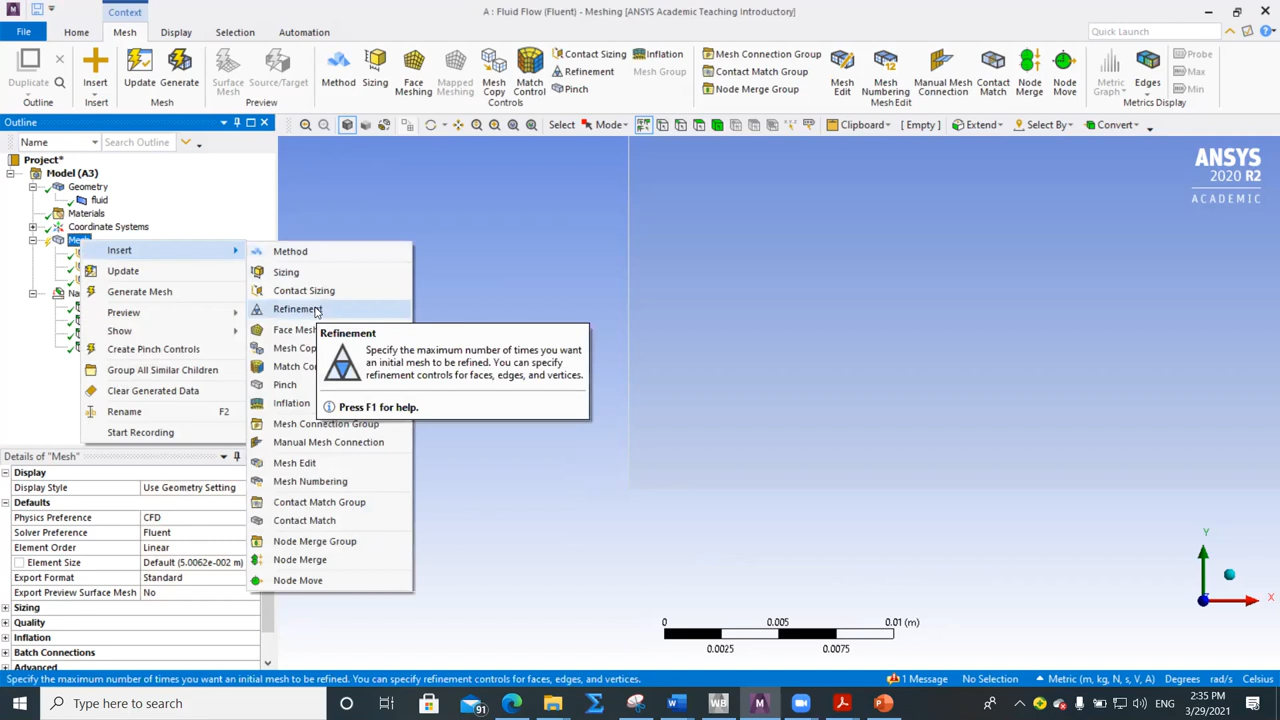 Context
A : Fluid Flow (Fluent) - Meshing [ANSYS Academic Teaching Introductory]
File
Home
Mesh
Display
Selection
Automation
Quick Launch
Duplicate
Outline
Insert
Insert
Update
Generate
Mesh
Surface Mesh
Source/Target
Preview
Method
Sizing
Face Meshing
Mapped Meshing
Mesh Copy
Match Control
Contact Sizing
Refinement
Pinch
Inflation
Mesh Group
Controls
Mesh Connection Group
Contact Match Group
Node Merge Group
Mesh Edit
Mesh Numbering
Manual Mesh Connection
Contact Match
Node Merge
Node Move
Mesh Edit
Metric Graph
Edges
Probe
Max
Min
Metrics Display
Outline
Select
Mode
Clipboard
[ Empty ]
Extend
Select By
Convert
Name
Search Outline
Project*
Model (A3)
Geometry
fluid
Materials
Coordinate Systems
Mesh
Na
Insert
Update
Generate Mesh
Preview
Show
Create Pinch Controls
Group All Similar Children
Clear Generated Data
Rename F2
Start Recording
Method
Sizing
Contact Sizing
Refinement
Face Mesh
Mesh Cop
Match Co
Pinch
Inflation
Mesh Connection Group
Manual Mesh Connection
Mesh Edit
Mesh Numbering
Contact Match Group
Contact Match
Node Merge Group
Node Merge
Node Move
Refinement
Specify the maximum number of times you want
an initial mesh to be refined. You can specify
refinement controls for faces, edges, and vertices.
Press F1 for help.
ANSYS
2020 R2
ACADEMIC
Details of "Mesh"
Display
Display Style Use Geometry Setting
Defaults
Physics Preference CFD
Solver Preference Fluent
Element Order Linear
Element Size Default (5.0062e-002 m)
Export Format Standard
Export Preview Surface Mesh No
Sizing
Quality
Inflation
Batch Connections
Advanced
Y
X
0 0.005 0.01 (m)
0.0025 0.0075
Specify the maximum number of times you want an initial mesh to be refined. You can specify refinement controls for faces, edges, and vertices.
1 Message
No Selection
Metric (m, kg, N, s, V, A)
Degrees
rad/s
Celsius
Type here to search
91
WB
ENG
2:35 PM
3/29/2021